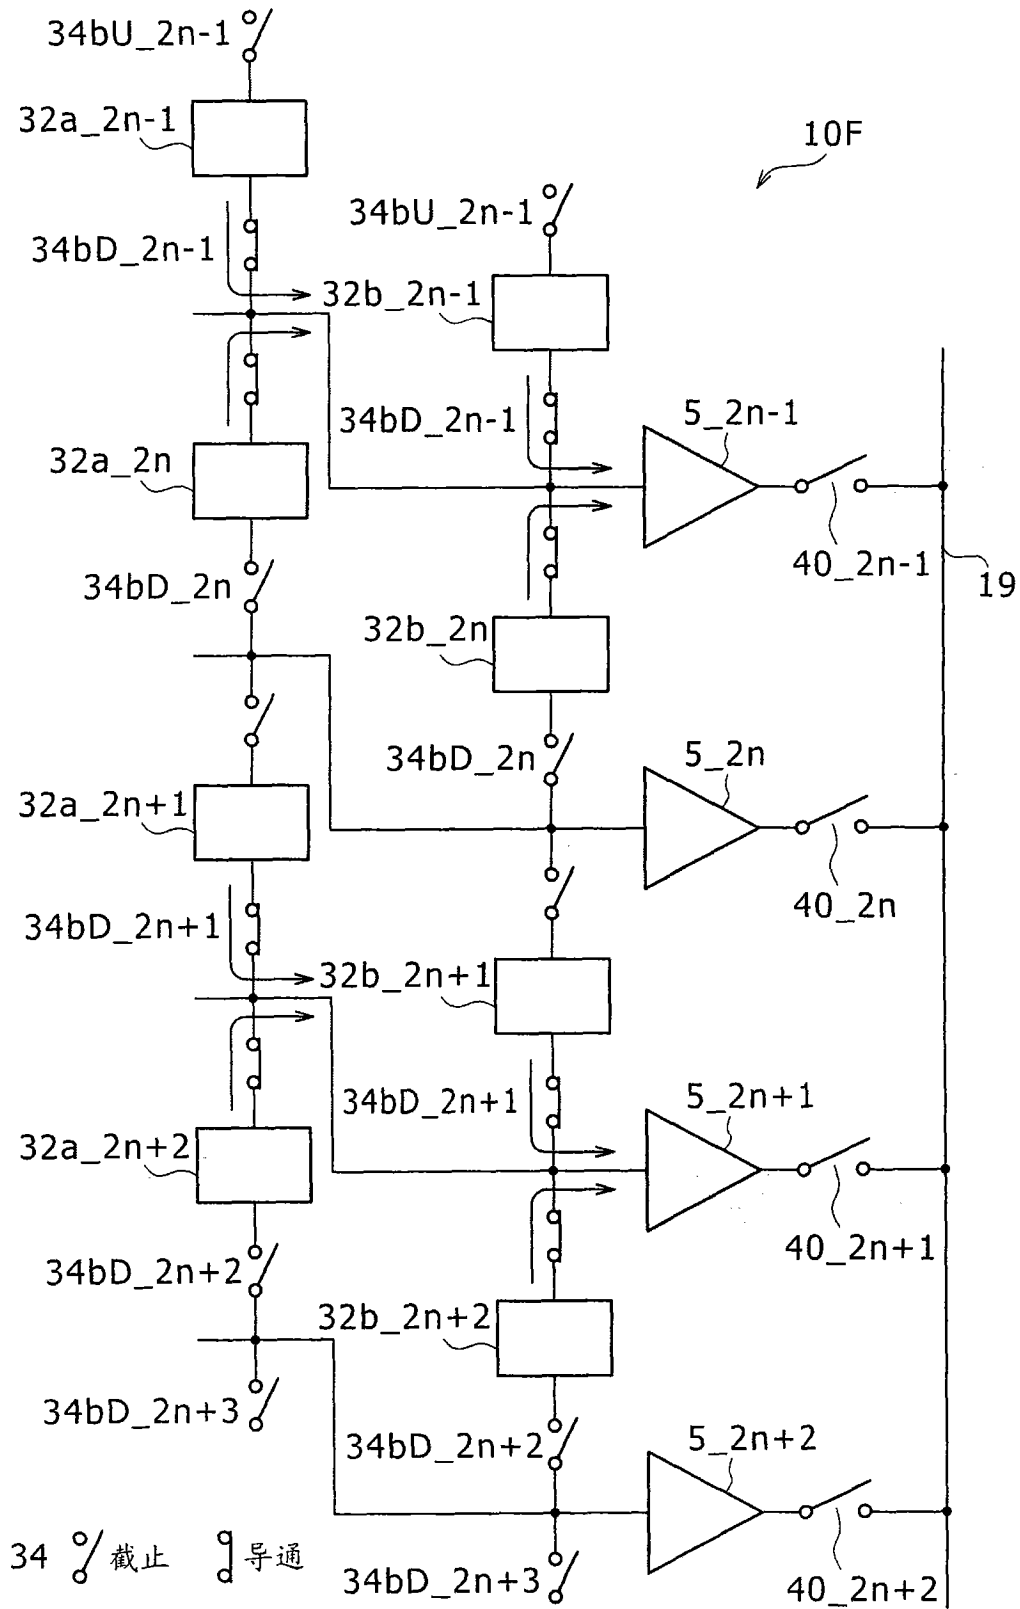 34bU_2n-1
32a_2n-1
10F
34bU_2n-1
34bD_2n-1
32b_2n-1
34bD_2n-1
5_2n-1
32a_2n
40_2n-1
19
34bD_2n
32b_2n
34bD_2n
5_2n
32a_2n+1
40_2n
34bD_2n+1
32b_2n+1
34bD_2n+1
5_2n+1
32a_2n+2
40_2n+1
34bD_2n+2
32b_2n+2
34bD_2n+3
34bD_2n+2
5_2n+2
34 截止 导通
34bD_2n+3
40_2n+2